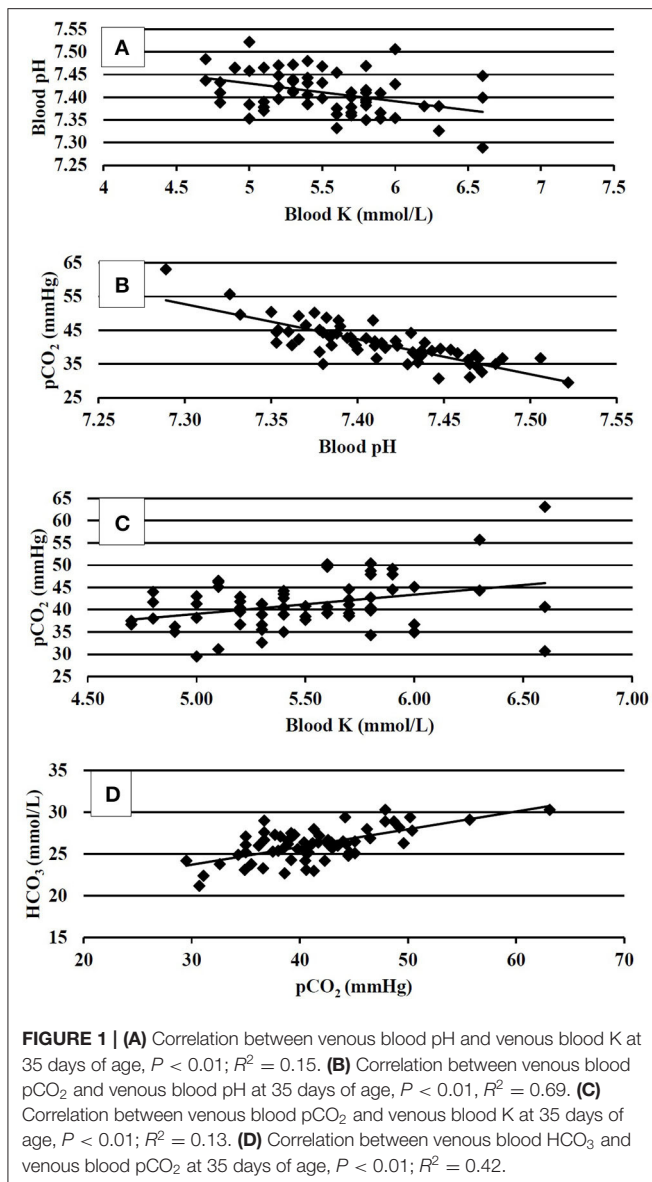 A
7.55
7.50
7.45
7.40
7.35
7.30
7.25
Blood pH
4 4.5 5 5.5 6 6.5 7 7.5
Blood K (mmol/L)
B
65
55
45
35
25
pCO₂ (mmHg)
7.25 7.30 7.35 7.40 7.45 7.50 7.55
Blood pH
C
65
60
55
50
45
40
35
30
25
pCO₂ (mmHg)
4.50 5.00 5.50 6.00 6.50 7.00
Blood K (mmol/L)
D
35
30
25
20
15
HCO₃ (mmol/L)
20 30 40 50 60 70
pCO₂ (mmHg)
FIGURE 1 | (A) Correlation between venous blood pH and venous blood K at
35 days of age, P < 0.01; R² = 0.15. (B) Correlation between venous blood
pCO₂ and venous blood pH at 35 days of age, P < 0.01, R² = 0.69. (C)
Correlation between venous blood pCO₂ and venous blood K at 35 days of
age, P < 0.01; R² = 0.13. (D) Correlation between venous blood HCO₃ and
venous blood pCO₂ at 35 days of age, P < 0.01; R² = 0.42.